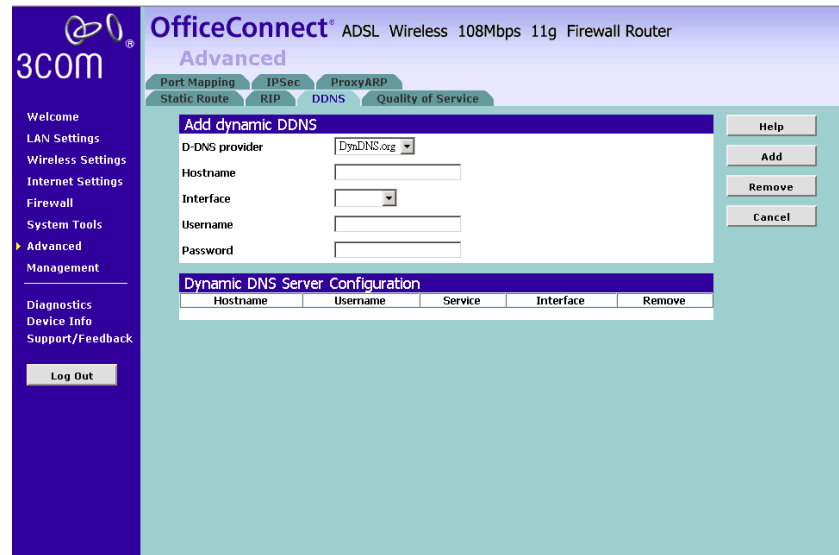 3COM ®
OfficeConnect® ADSL Wireless 108Mbps 11g Firewall Router
Advanced
Port Mapping IPSec ProxyARP
Static Route RIP DDNS Quality of Service
Welcome
LAN Settings
Wireless Settings
Internet Settings
Firewall
System Tools
Advanced
Management
Diagnostics
Device Info
Support/Feedback
Log Out
Add dynamic DDNS
D-DNS provider DynDNS.org
Hostname
Interface
Username
Password
Dynamic DNS Server Configuration
Hostname Username Service Interface Remove
Help
Add
Remove
Cancel